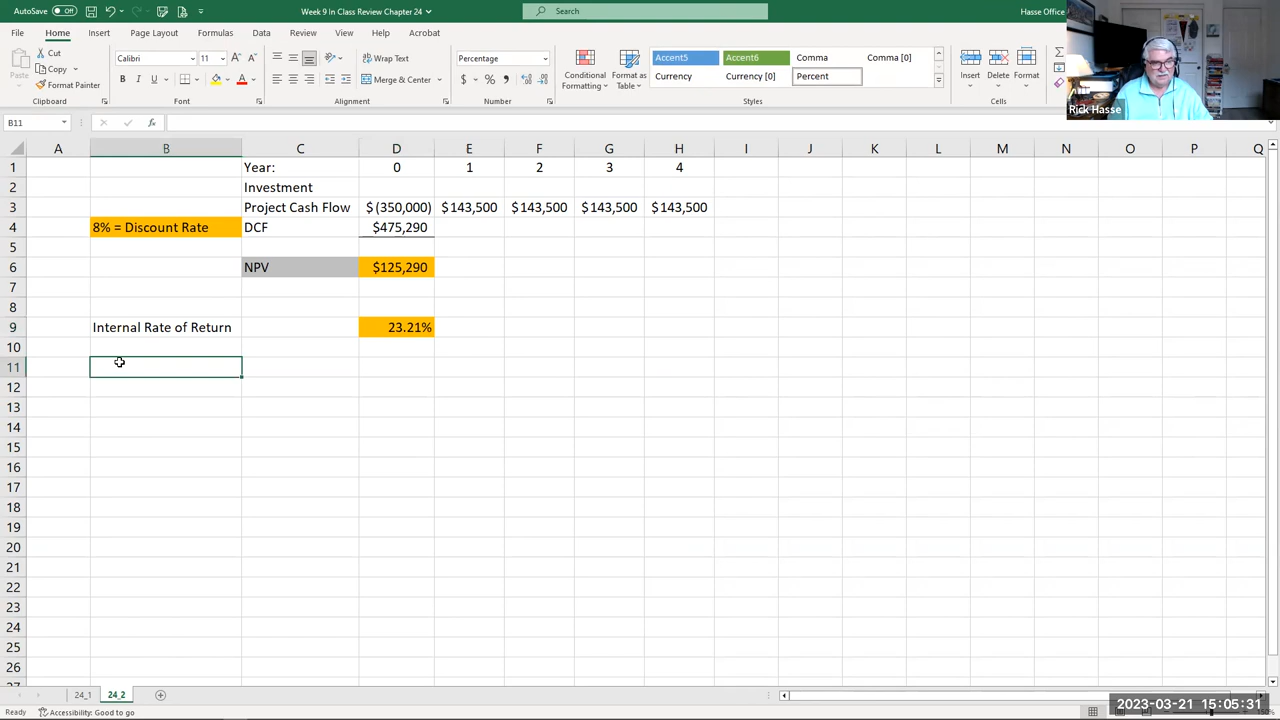 AutoSave Off Week 9 In Class Review Chapter 24 Search Hasse Office
File Home Insert Page Layout Formulas Data Review View Help Acrobat
Cut
Copy
Format Painter
Clipboard
Calibri 11
B I U
Font
Merge & Center
Alignment
Percentage
$ % ,
Number
Conditional Formatting
Format as Table
Accent5 Accent6 Comma Comma [0]
Currency Currency [0] Percent
Styles
Insert Delete Format
Cells
Rick Hasse
B11 fx
A B C D E F G H I J K L M N O P Q
1 Year: 0 1 2 3 4
2 Investment
3 Project Cash Flow $ (350,000) $ 143,500 $ 143,500 $ 143,500 $ 143,500
4 8% = Discount Rate DCF $475,290
5
6 NPV $125,290
7
8
9 Internal Rate of Return 23.21%
10
11
12
13
14
15
16
17
18
19
20
21
22
23
24
25
26
24_1 24_2
Ready Accessibility: Good to go
2023-03-21 15:05:31